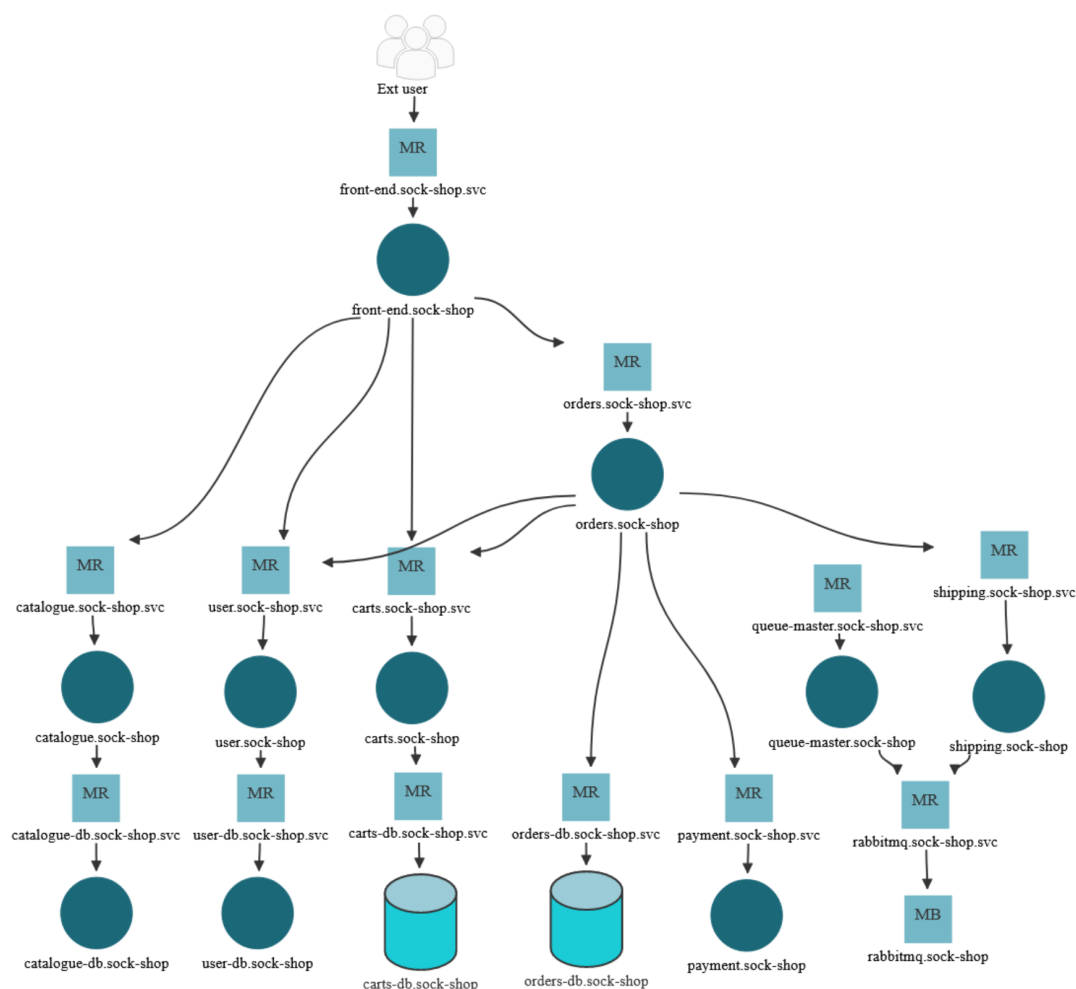 Ext user
MR
front-end.sock-shop.svc
front-end.sock-shop
MR
orders.sock-shop.svc
orders.sock-shop
MR
MR
MR
MR
MR
catalogue.sock-shop.svc
user.sock-shop.svc
carts.sock-shop.svc
queue-master.sock-shop.svc
shipping.sock-shop.svc
catalogue.sock-shop
user.sock-shop
carts.sock-shop
queue-master.sock-shop
shipping.sock-shop
MR
MR
MR
MR
MR
MR
catalogue-db.sock-shop.svc
user-db.sock-shop.svc
carts-db.sock-shop.svc
orders-db.sock-shop.svc
payment.sock-shop.svc
rabbitmq.sock-shop.svc
MB
catalogue-db.sock-shop
user-db.sock-shop
carts-db.sock-shop
orders-db.sock-shop
payment.sock-shop
rabbitmq.sock-shop